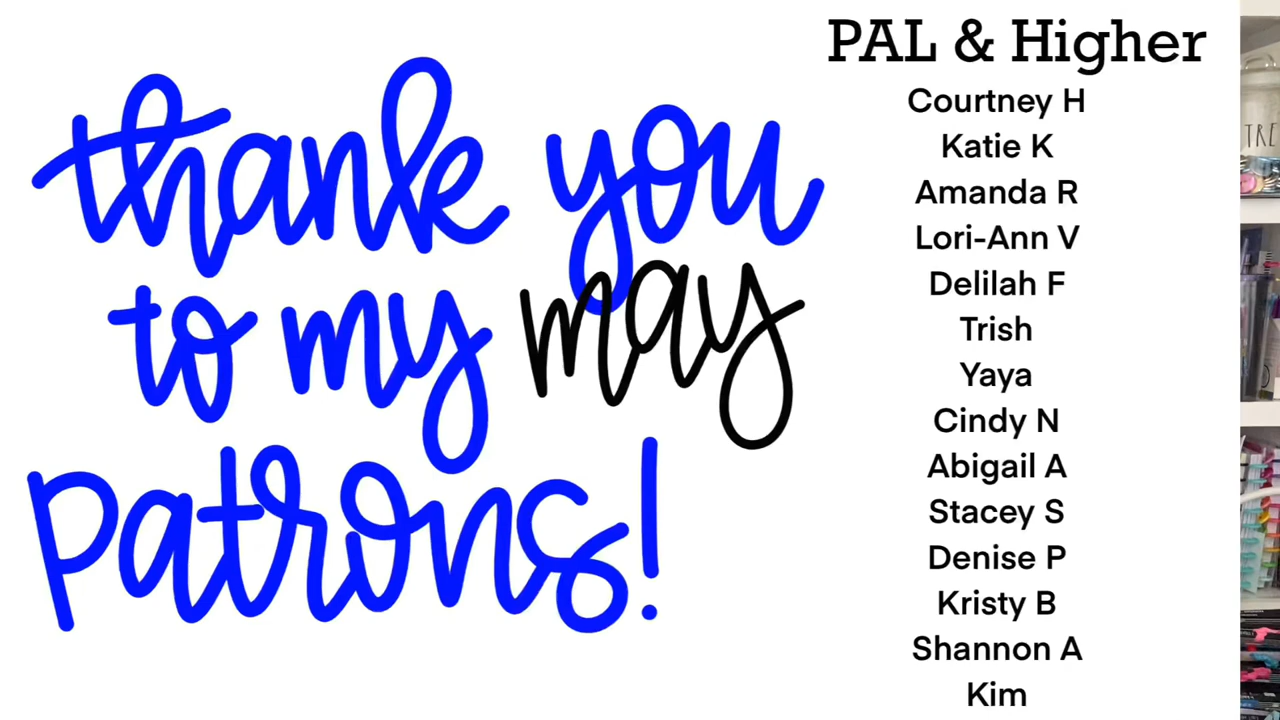 thank you
to my may
patrons!
PAL & Higher
Courtney H
Katie K
Amanda R
Lori-Ann V
Delilah F
Trish
Yaya
Cindy N
Abigail A
Stacey S
Denise P
Kristy B
Shannon A
Kim
TRE